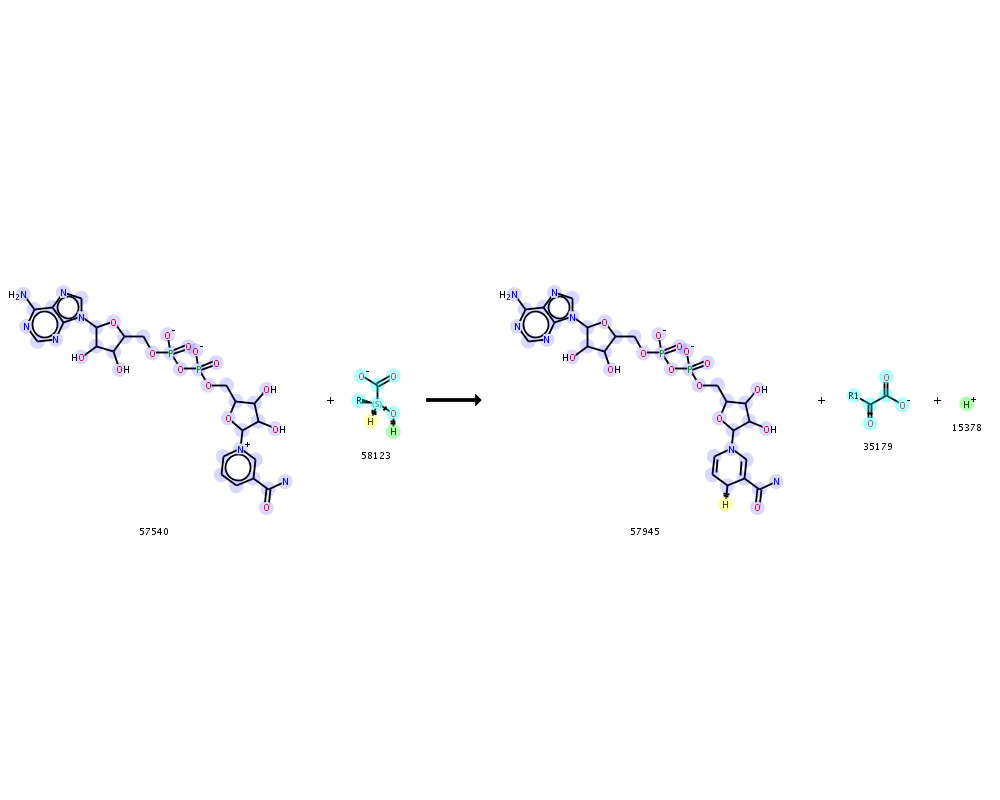 H2N N N N N O HO OH O O- P O O O- P O O O OH OH N+ N O
57540
+
O- O R (S) H O H
58123
H2N N N N N O HO OH O O- P O O O- P O O O OH OH N N O H
57945
+
R1 O O O-
35179
+
H+
15378